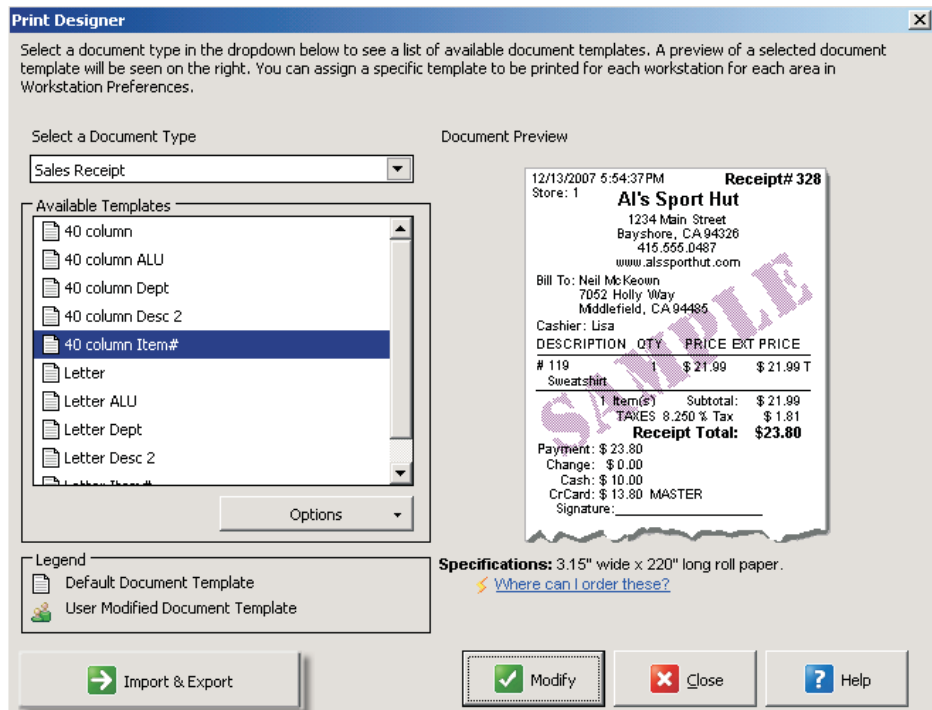 Print Designer
Select a document type in the dropdown below to see a list of available document templates. A preview of a selected document
template will be seen on the right. You can assign a specific template to be printed for each workstation for each area in
Workstation Preferences.
Select a Document Type
Sales Receipt
Available Templates
40 column
40 column ALU
40 column Dept
40 column Desc 2
40 column Item#
Letter
Letter ALU
Letter Dept
Letter Desc 2
Letter Item#
Options
Legend
Default Document Template
User Modified Document Template
Import & Export
Document Preview
12/13/2007 5:54:37PM Receipt# 328
Store: 1
Al's Sport Hut
1234 Main Street
Bayshore, CA 94326
415.555.0487
www.alssporthut.com
Bill To: Neil McKeown
7052 Holly Way
Middlefield, CA 94485
Cashier: Lisa
DESCRIPTION QTY PRICE EXT PRICE
# 119 1 $ 21.99 $ 21.99 T
Sweatshirt
1 Item(s) Subtotal: $ 21.99
TAXES 8.250 % Tax $ 1.81
Receipt Total: $23.80
Payment: $ 23.80
Change: $ 0.00
Cash: $ 10.00
CrCard: $ 13.80 MASTER
Signature:
SAMPLE
Specifications: 3.15" wide x 220" long roll paper.
Where can I order these?
Modify
Close
Help